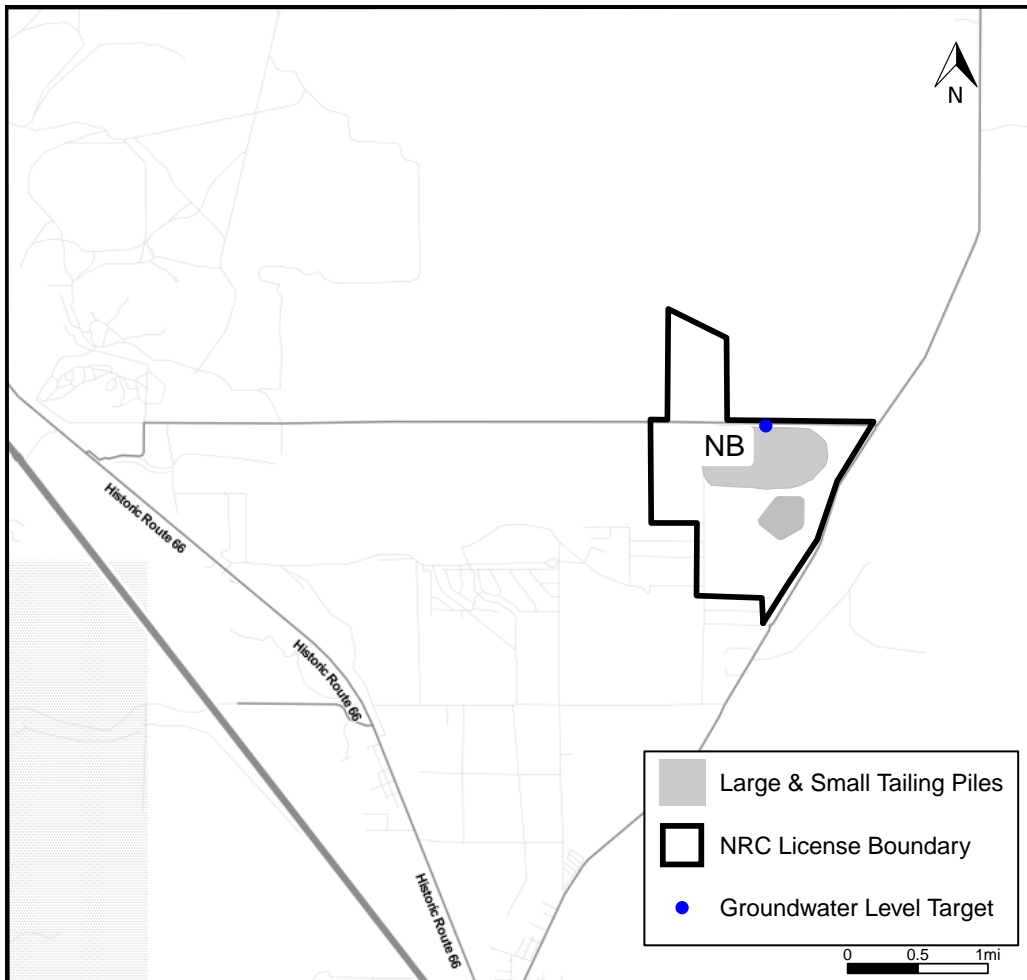 N
NB
Historic Route 66
Historic Route 66
Historic Route 66
Large & Small Tailing Piles
NRC License Boundary
Groundwater Level Target
0 0.5 1mi